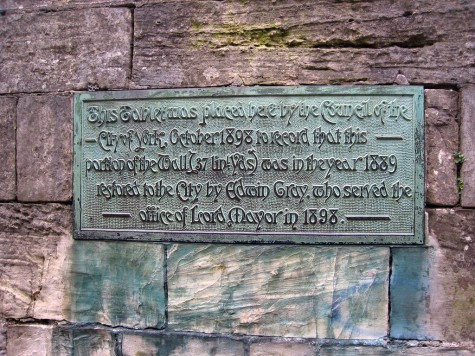 This Tablet was placed here by the Council of the
City of York, October 1898 to record that this
portion of the Wall (37 lin: yds) was in the year 1889
restored to the City by Edwin Gray, who served the
office of Lord Mayor in 1898.